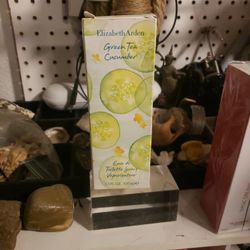 Elizabeth Arden
Green Tea
Cucumber
Eau de
Toilette Spray
Vaporisateur